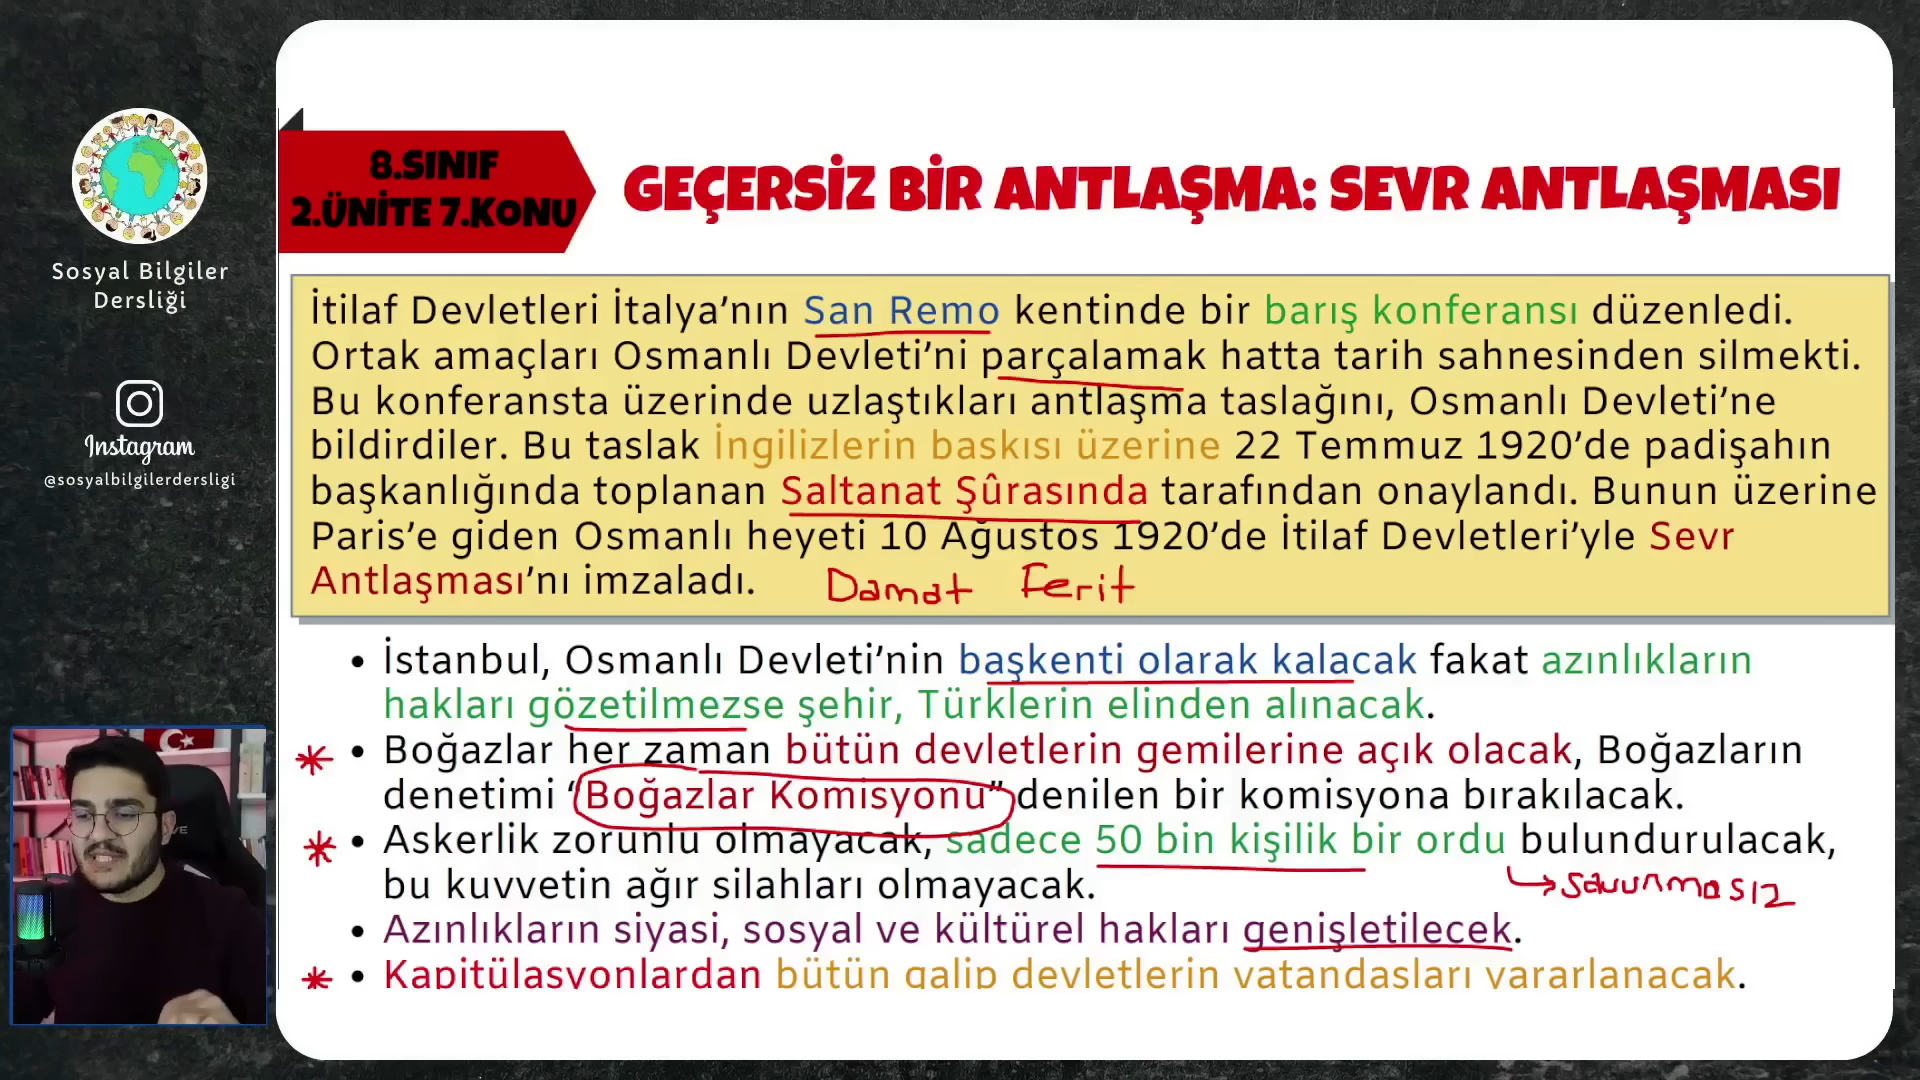 Sosyal Bilgiler
Dersliği
Instagram
@sosyalbilgilerdersligi
8.SINIF
2.ÜNİTE 7.KONU
GEÇERSİZ BİR ANTLAŞMA: SEVR ANTLAŞMASI
İtilaf Devletleri İtalya’nın San Remo kentinde bir barış konferansı düzenledi.
Ortak amaçları Osmanlı Devleti’ni parçalamak hatta tarih sahnesinden silmekti.
Bu konferansta üzerinde uzlaştıkları antlaşma taslağını, Osmanlı Devleti’ne
bildirdiler. Bu taslak İngilizlerin baskısı üzerine 22 Temmuz 1920’de padişahın
başkanlığında toplanan Saltanat Şûrasında tarafından onaylandı. Bunun üzerine
Paris’e giden Osmanlı heyeti 10 Ağustos 1920’de İtilaf Devletleri’yle Sevr
Antlaşması’nı imzaladı. Damat Ferit
• İstanbul, Osmanlı Devleti’nin başkenti olarak kalacak fakat azınlıkların
hakları gözetilmezse şehir, Türklerin elinden alınacak.
• Boğazlar her zaman bütün devletlerin gemilerine açık olacak, Boğazların
denetimi “Boğazlar Komisyonu” denilen bir komisyona bırakılacak.
• Askerlik zorunlu olmayacak, sadece 50 bin kişilik bir ordu bulundurulacak,
bu kuvvetin ağır silahları olmayacak. savunmasız
• Azınlıkların siyasi, sosyal ve kültürel hakları genişletilecek.
• Kapitülasyonlardan bütün galip devletlerin vatandaşları yararlanacak.